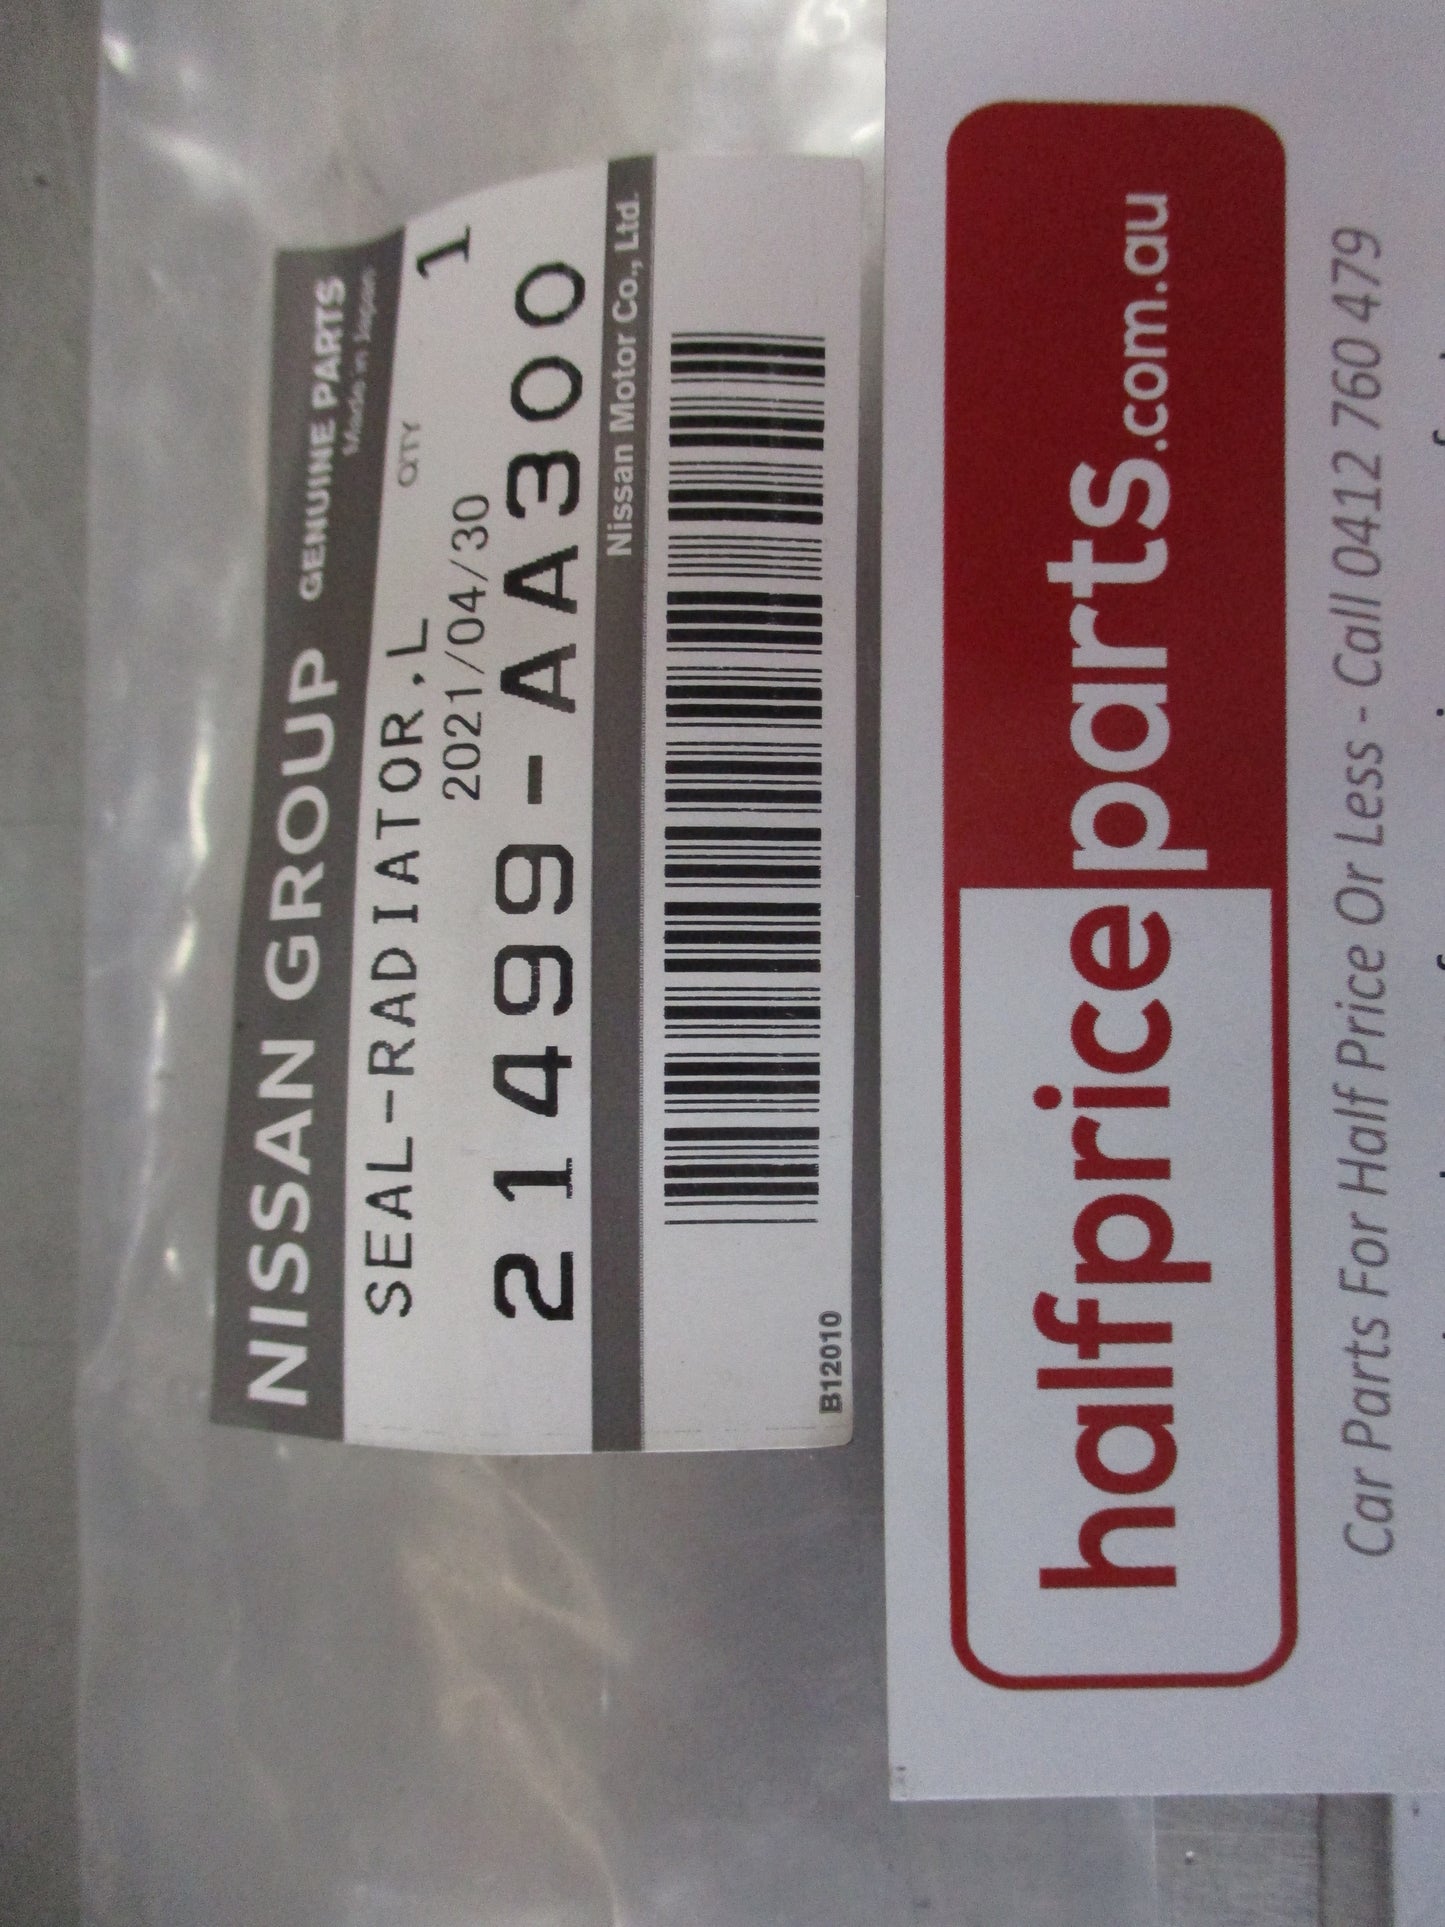 NISSAN GROUP GENUINE PARTS
Made in Japan
SEAL-RADIATOR,L QTY 1
2021/04/30
21499-AA300
Nissan Motor Co., Ltd.
B12010
halfpriceparts.com.au
Car Parts For Half Price Or Less - Call 0412 760 479